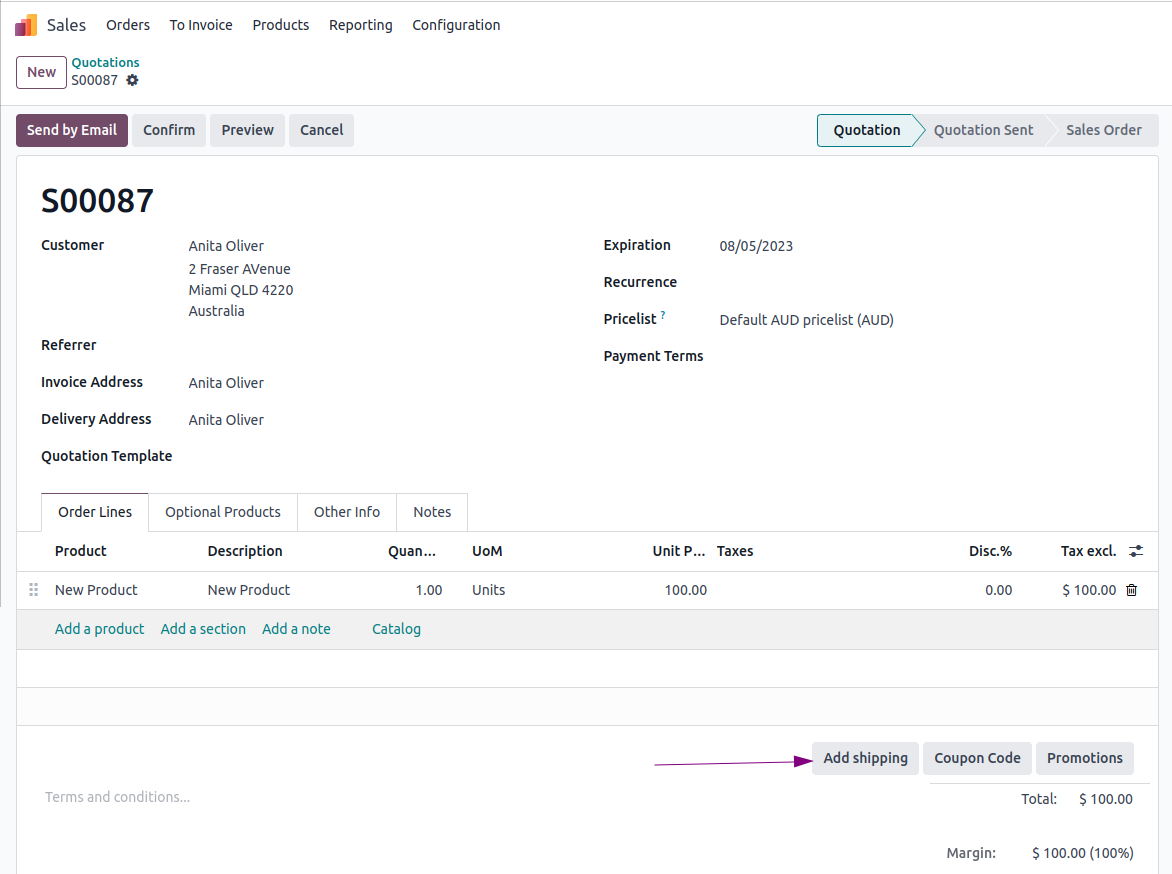 Sales Orders To Invoice Products Reporting Configuration
New Quotations
S00087
Send by Email Confirm Preview Cancel Quotation Quotation Sent Sales Order
S00087
Customer Anita Oliver Expiration 08/05/2023
2 Fraser AVenue
Miami QLD 4220 Recurrence
Australia
Pricelist ? Default AUD pricelist (AUD)
Referrer
Payment Terms
Invoice Address Anita Oliver
Delivery Address Anita Oliver
Quotation Template
Order Lines Optional Products Other Info Notes
Product Description Quan... UoM Unit P... Taxes Disc.% Tax excl.
New Product New Product 1.00 Units 100.00 0.00 $ 100.00
Add a product Add a section Add a note Catalog
Add shipping Coupon Code Promotions
Terms and conditions... Total: $ 100.00
Margin: $ 100.00 (100%)